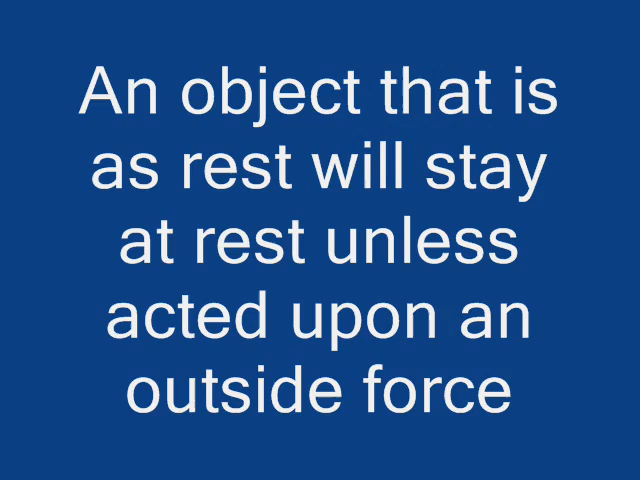 An object that is
as rest will stay
at rest unless
acted upon an
outside force